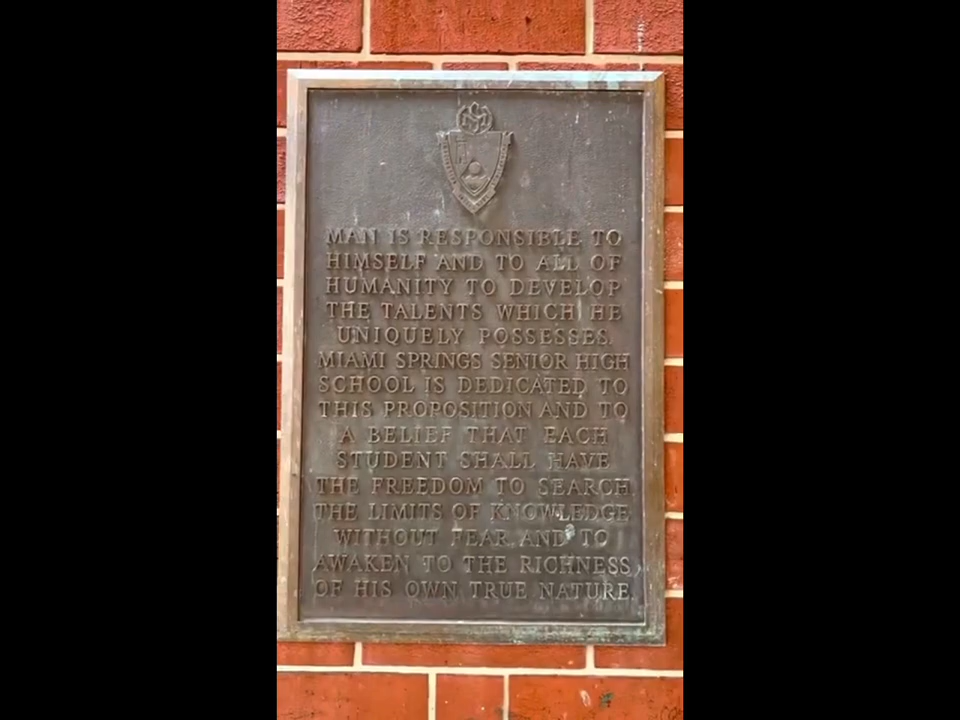 MAN IS RESPONSIBLE TO
HIMSELF AND TO ALL OF
HUMANITY TO DEVELOP
THE TALENTS WHICH HE
UNIQUELY POSSESSES.
MIAMI SPRINGS SENIOR HIGH
SCHOOL IS DEDICATED TO
THIS PROPOSITION AND TO
A BELIEF THAT EACH
STUDENT SHALL HAVE
THE FREEDOM TO SEARCH
THE LIMITS OF KNOWLEDGE
WITHOUT FEAR AND TO
AWAKEN TO THE RICHNESS
OF HIS OWN TRUE NATURE.